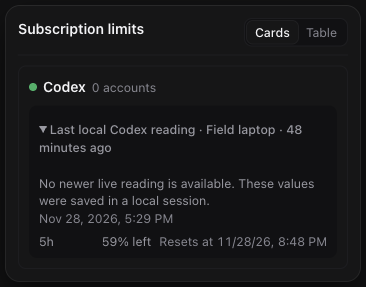 Subscription limits
Cards Table
Codex 0 accounts
Last local Codex reading · Field laptop · 48
minutes ago
No newer live reading is available. These values
were saved in a local session.
Nov 28, 2026, 5:29 PM
5h 59% left Resets at 11/28/26, 8:48 PM